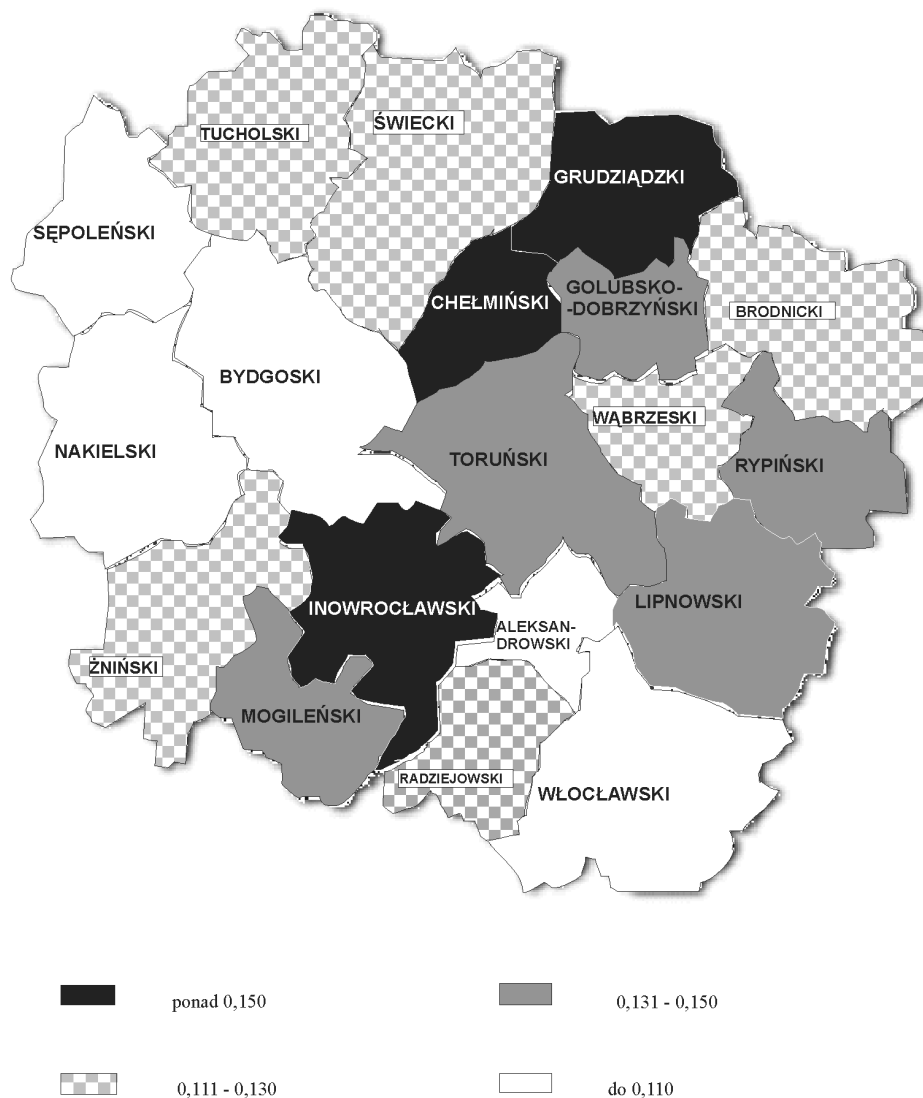 TUCHOLSKI
ŚWIECKI
GRUDZIĄDZKI
SĘPOLEŃSKI
CHEŁMIŃSKI
GOLUBSKO-
-DOBRZYŃSKI
BRODNICKI
BYDGOSKI
WĄBRZESKI
NAKIELSKI
TORUŃSKI
RYPIŃSKI
INOWROCŁAWSKI
LIPNOWSKI
ALEKSAN-
DROWSKI
ŻNIŃSKI
MOGILEŃSKI
RADZIEJOWSKI
WŁOCŁAWSKI
ponad 0,150
0,131 - 0,150
0,111 - 0,130
do 0,110